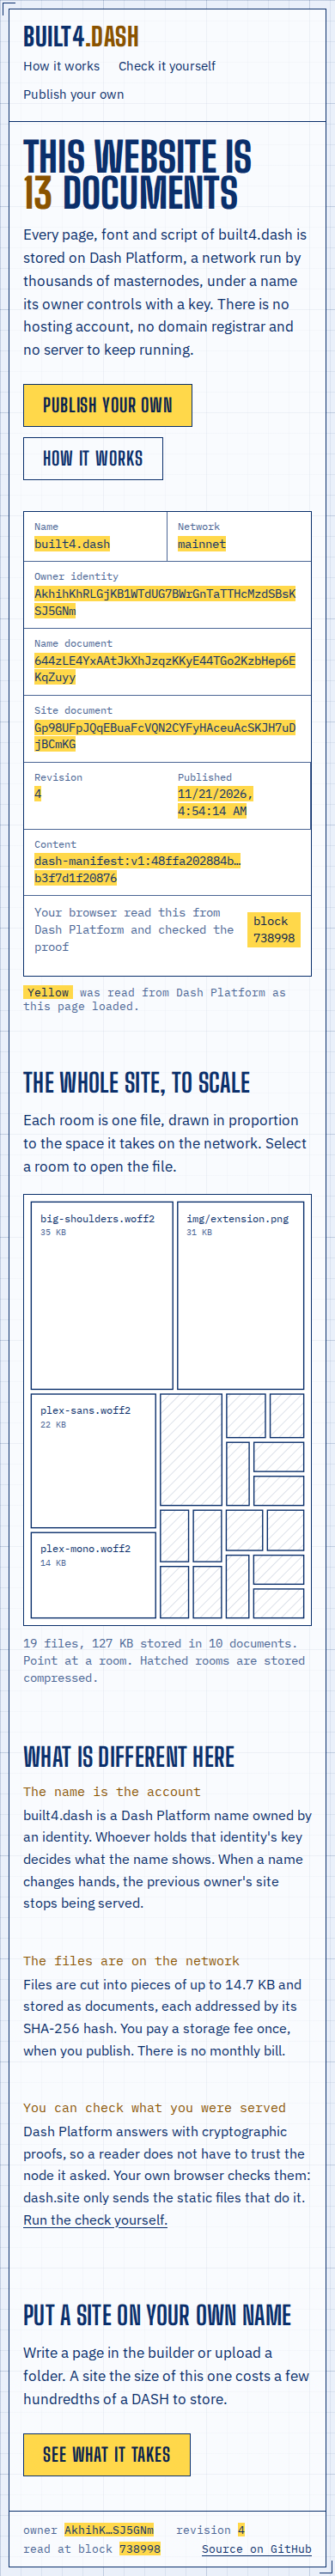 BUILT4.DASH
How it works Check it yourself
Publish your own
THIS WEBSITE IS
13 DOCUMENTS
Every page, font and script of built4.dash is
stored on Dash Platform, a network run by
thousands of masternodes, under a name
its owner controls with a key. There is no
hosting account, no domain registrar and
no server to keep running.
PUBLISH YOUR OWN
HOW IT WORKS
Name Network
built4.dash mainnet
Owner identity
AkhihKhRLGjKB1WTdUG7BWrGnTaTTHcMzdSBsK
SJ5GNm
Name document
644zLE4YxAAtJkXhJzqzKKyE44TGo2KzbHep6E
KqZuyy
Site document
Gp98UFpJQqEBuaFcVQN2CYFyHAceuAcSKJH7uD
jBCmKG
Revision Published
4 11/21/2026,
4:54:14 AM
Content
dash-manifest:v1:48ffa202884b…
b3f7d1f20876
Your browser read this from
Dash Platform and checked the
proof
block
738998
Yellow was read from Dash Platform as
this page loaded.
THE WHOLE SITE, TO SCALE
Each room is one file, drawn in proportion
to the space it takes on the network. Select
a room to open the file.
big-shoulders.woff2
35 KB
img/extension.png
31 KB
plex-sans.woff2
22 KB
plex-mono.woff2
14 KB
19 files, 127 KB stored in 10 documents.
Point at a room. Hatched rooms are stored
compressed.
WHAT IS DIFFERENT HERE
The name is the account
built4.dash is a Dash Platform name owned by
an identity. Whoever holds that identity's key
decides what the name shows. When a name
changes hands, the previous owner's site
stops being served.
The files are on the network
Files are cut into pieces of up to 14.7 KB and
stored as documents, each addressed by its
SHA-256 hash. You pay a storage fee once,
when you publish. There is no monthly bill.
You can check what you were served
Dash Platform answers with cryptographic
proofs, so a reader does not have to trust the
node it asked. Your own browser checks them:
dash.site only sends the static files that do it.
Run the check yourself.
PUT A SITE ON YOUR OWN NAME
Write a page in the builder or upload a
folder. A site the size of this one costs a few
hundredths of a DASH to store.
SEE WHAT IT TAKES
owner AkhihK…SJ5GNm revision 4
read at block 738998 Source on GitHub